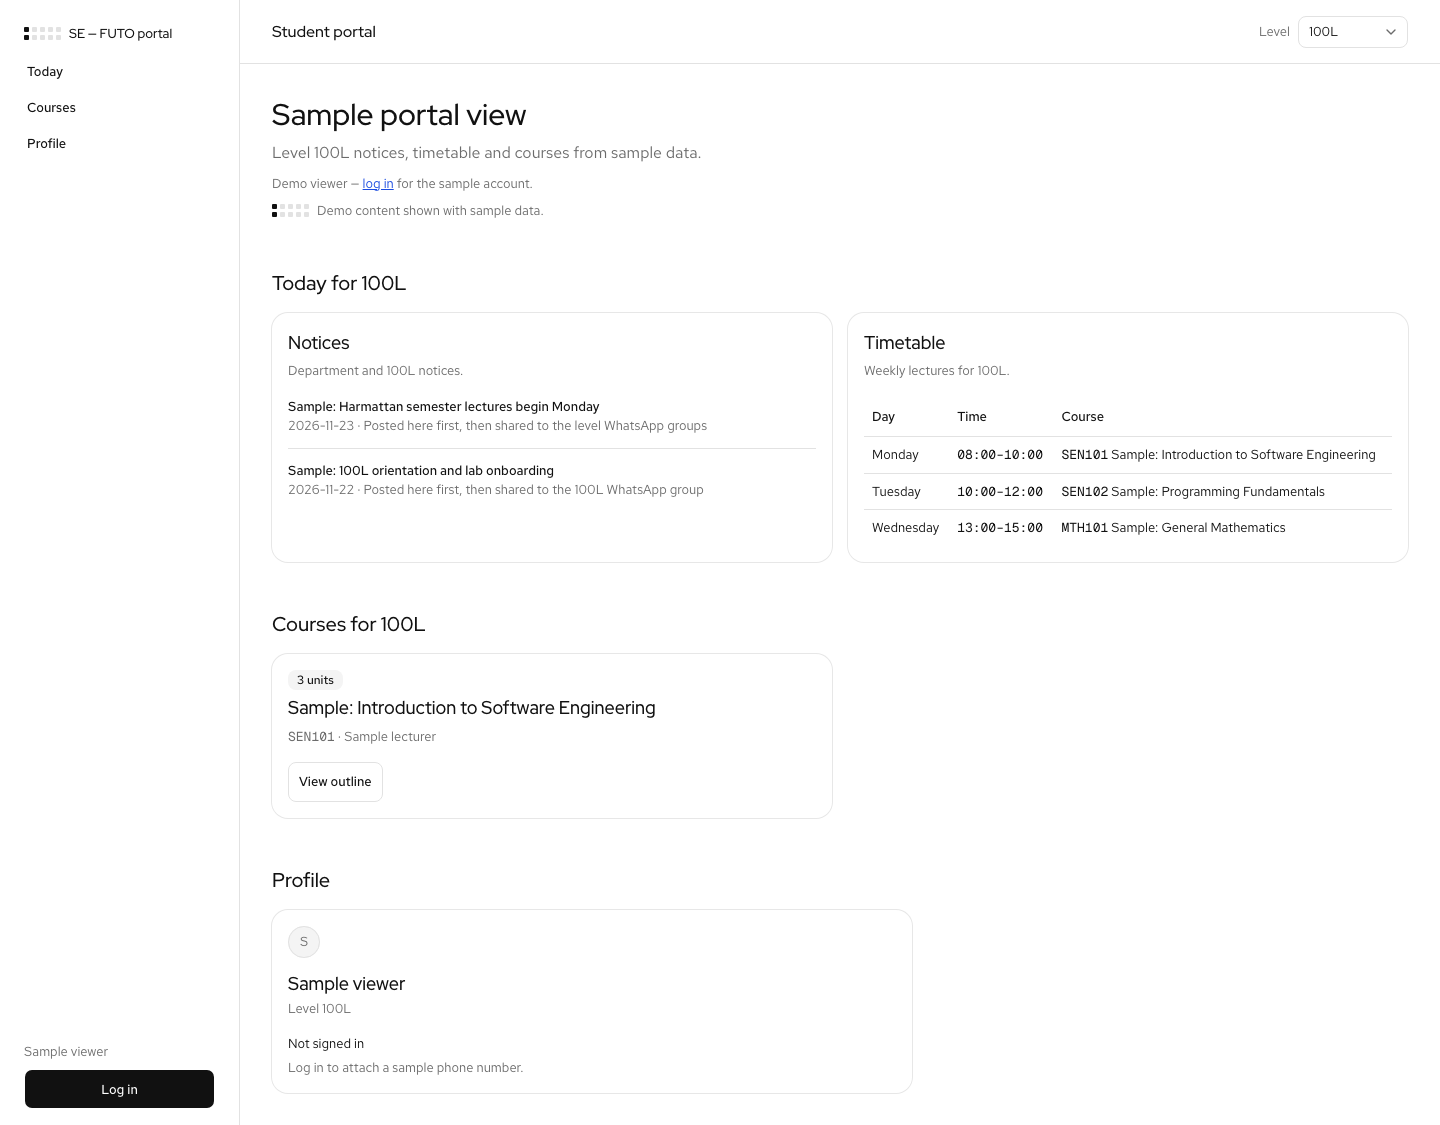 SE — FUTO portal
Today
Courses
Profile
Sample viewer
Log in
Student portal
Level 100L
Sample portal view
Level 100L notices, timetable and courses from sample data.
Demo viewer — log in for the sample account.
Demo content shown with sample data.
Today for 100L
Notices
Department and 100L notices.
Sample: Harmattan semester lectures begin Monday
2026-11-23 · Posted here first, then shared to the level WhatsApp groups
Sample: 100L orientation and lab onboarding
2026-11-22 · Posted here first, then shared to the 100L WhatsApp group
Timetable
Weekly lectures for 100L.
Day Time Course
Monday 08:00–10:00 SEN101 Sample: Introduction to Software Engineering
Tuesday 10:00–12:00 SEN102 Sample: Programming Fundamentals
Wednesday 13:00–15:00 MTH101 Sample: General Mathematics
Courses for 100L
3 units
Sample: Introduction to Software Engineering
SEN101 · Sample lecturer
View outline
Profile
S
Sample viewer
Level 100L
Not signed in
Log in to attach a sample phone number.